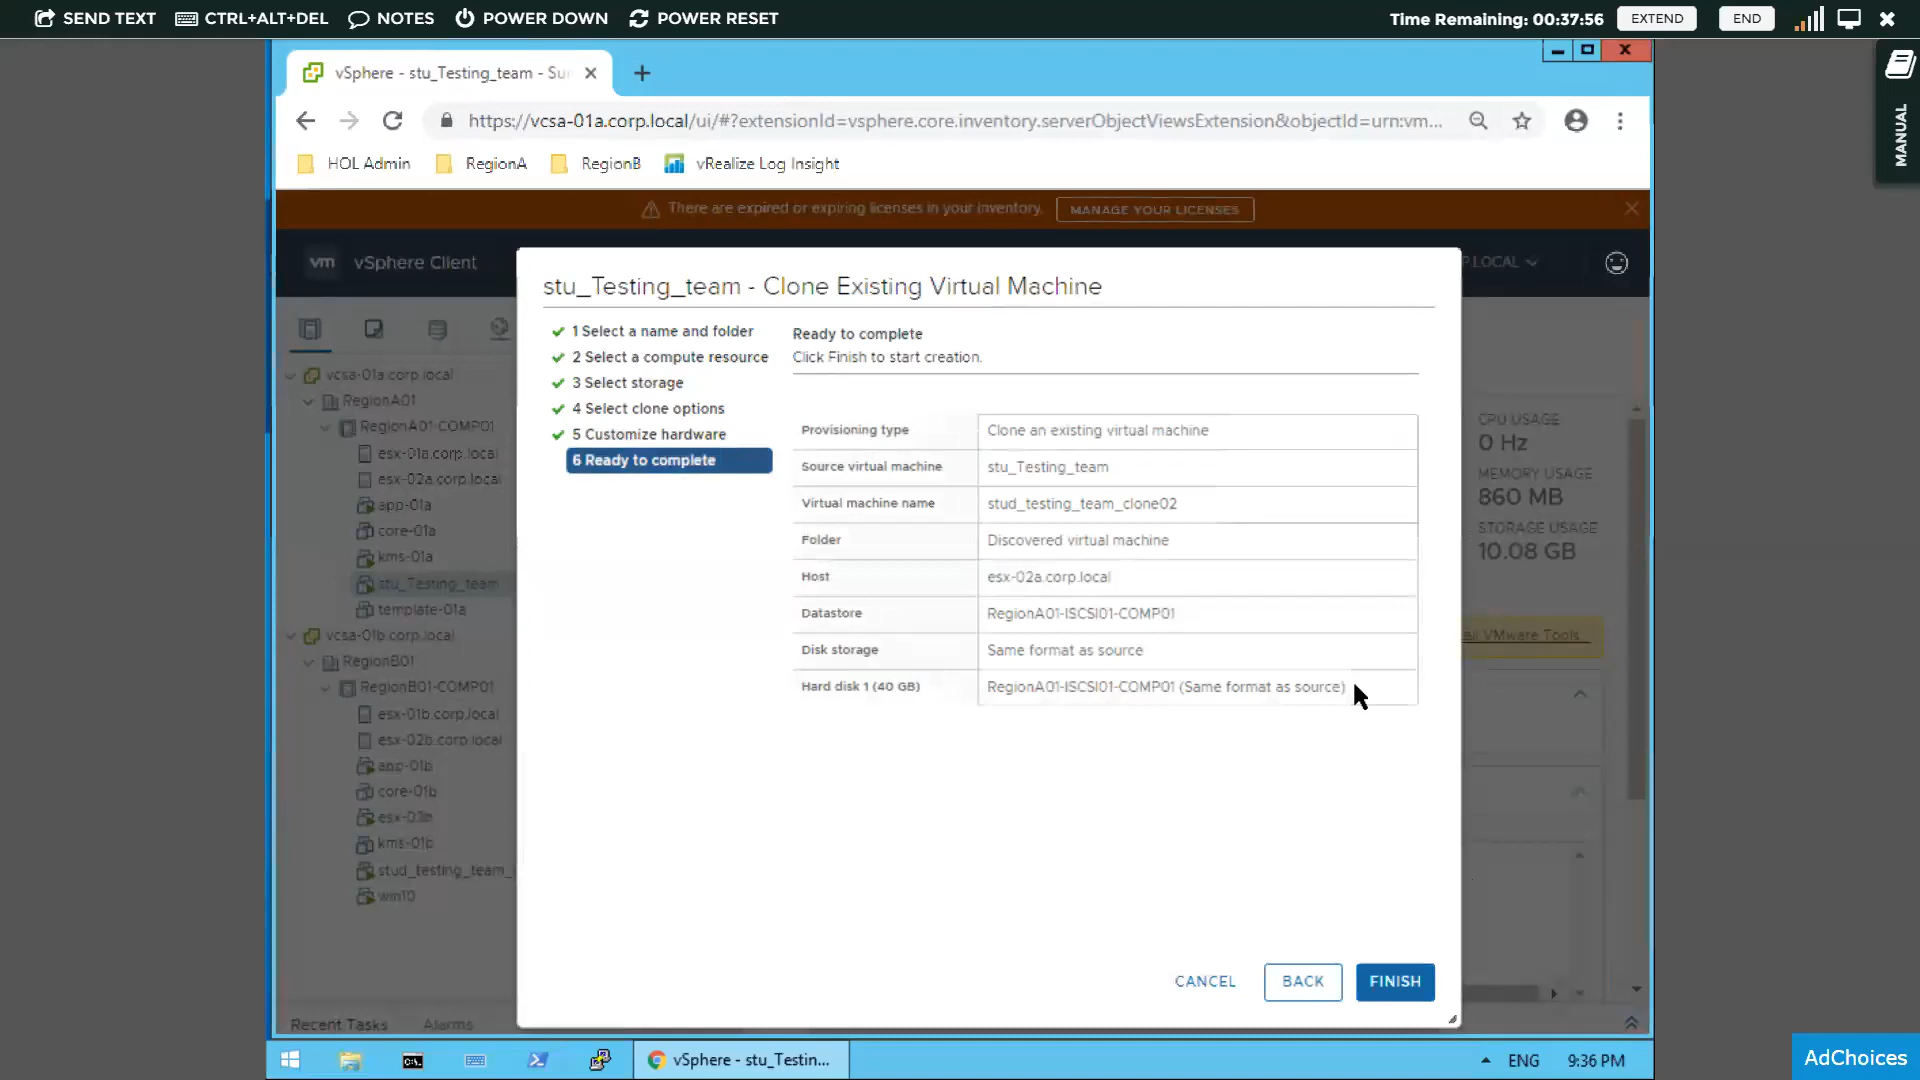 SEND TEXT CTRL+ALT+DEL NOTES POWER DOWN POWER RESET Time Remaining: 00:37:56 EXTEND END
MANUAL
vSphere - stu_Testing_team - Su
https://vcsa-01a.corp.local/ui/#?extensionId=vsphere.core.inventory.serverObjectViewsExtension&objectId=urn:vm...
HOL Admin RegionA RegionB vRealize Log Insight
There are expired or expiring licenses in your inventory. MANAGE YOUR LICENSES
vm vSphere Client P.LOCAL
stu_Testing_team - Clone Existing Virtual Machine
1 Select a name and folder
2 Select a compute resource
3 Select storage
4 Select clone options
5 Customize hardware
6 Ready to complete
Ready to complete
Click Finish to start creation.
Provisioning type Clone an existing virtual machine
Source virtual machine stu_Testing_team
Virtual machine name stud_testing_team_clone02
Folder Discovered virtual machine
Host esx-02a.corp.local
Datastore RegionA01-ISCSI01-COMP01
Disk storage Same format as source
Hard disk 1 (40 GB) RegionA01-ISCSI01-COMP01 (Same format as source)
CANCEL BACK FINISH
vcsa-01a.corp.local
RegionA01
RegionA01-COMP01
esx-01a.corp.local
esx-02a.corp.local
app-01a
core-01a
kms-01a
stu_Testing_team
template-01a
vcsa-01b.corp.local
RegionB01
RegionB01-COMP01
esx-01b.corp.local
esx-02b.corp.local
app-01b
core-01b
esx-03b
kms-01b
stud_testing_team_
win10
CPU USAGE
0 Hz
MEMORY USAGE
860 MB
STORAGE USAGE
10.08 GB
all VMware Tools...
Recent Tasks Alarms
vSphere - stu_Testin... ENG 9:36 PM
AdChoices